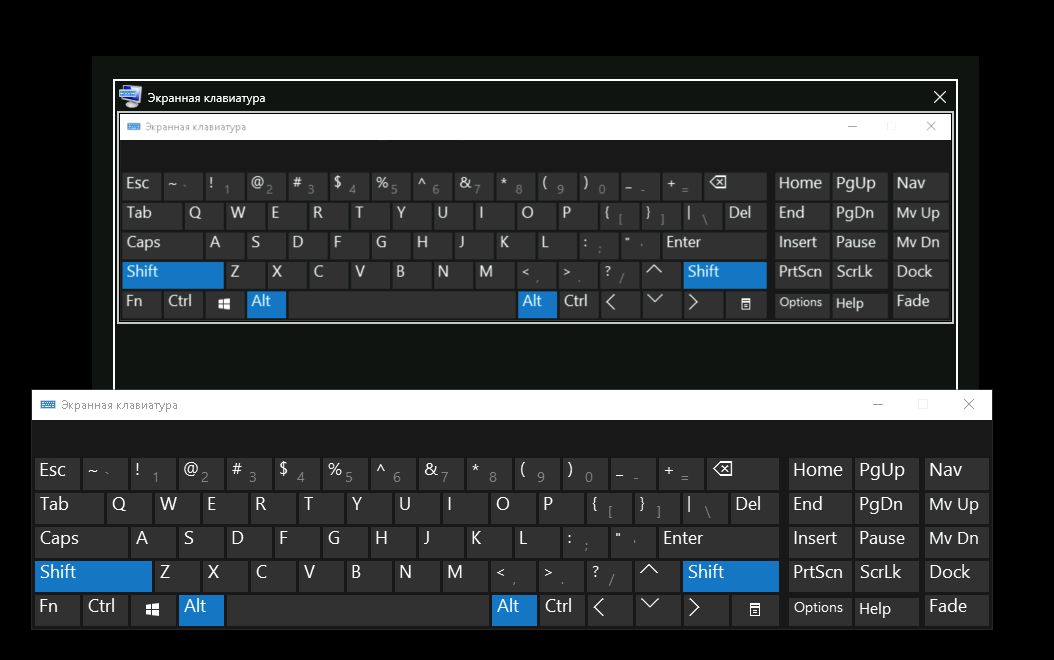 Экранная клавиатура
Экранная клавиатура
Esc ~ ` ! 1 @ 2 # 3 $ 4 % 5 ^ 6 & 7 * 8 ( 9 ) 0 _ - + = Home PgUp Nav
Tab Q W E R T Y U I O P { [ } ] | \ Del End PgDn Mv Up
Caps A S D F G H J K L : ; " ' Enter Insert Pause Mv Dn
Shift Z X C V B N M < , > . ? / Shift PrtScn ScrLk Dock
Fn Ctrl Alt Alt Ctrl Options Help Fade
Экранная клавиатура
Esc ~ ` ! 1 @ 2 # 3 $ 4 % 5 ^ 6 & 7 * 8 ( 9 ) 0 _ - + = Home PgUp Nav
Tab Q W E R T Y U I O P { [ } ] | \ Del End PgDn Mv Up
Caps A S D F G H J K L : ; " ' Enter Insert Pause Mv Dn
Shift Z X C V B N M < , > . ? / Shift PrtScn ScrLk Dock
Fn Ctrl Alt Alt Ctrl Options Help Fade